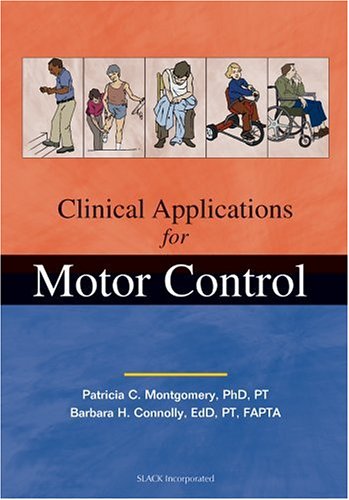 Clinical Applications
for
Motor Control
Patricia C. Montgomery, PhD, PT
Barbara H. Connolly, EdD, PT, FAPTA
SLACK Incorporated